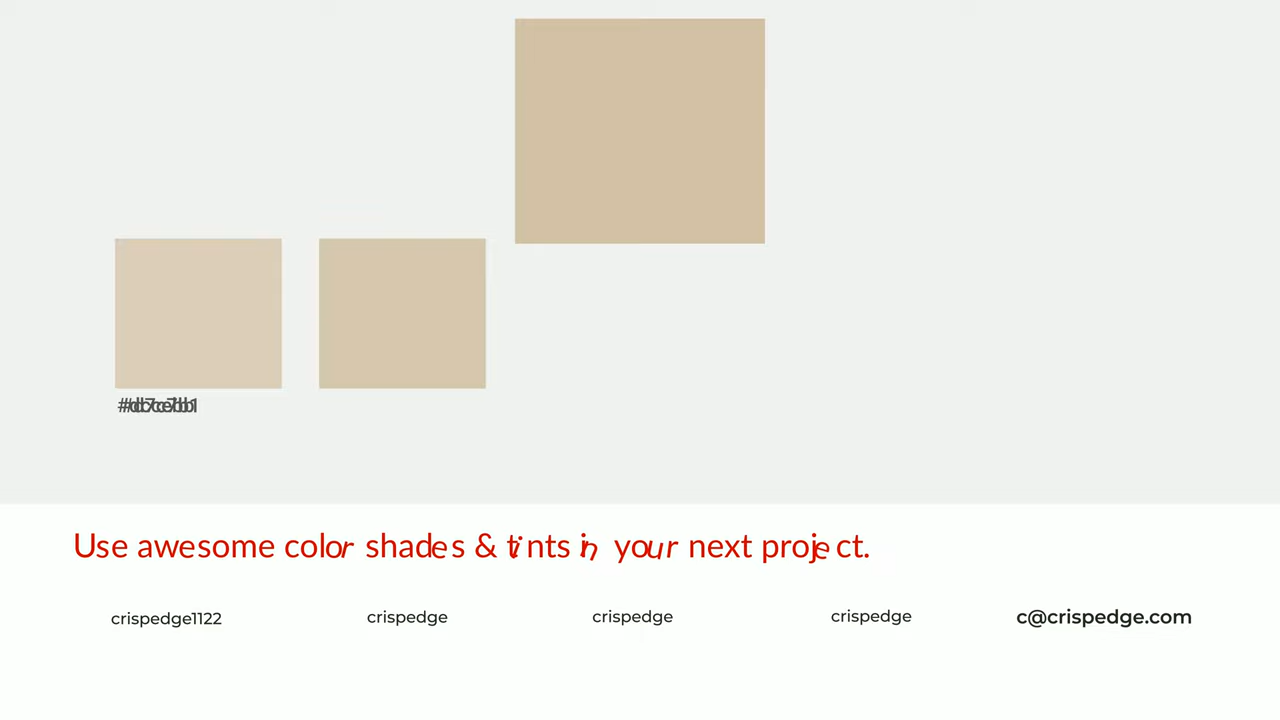 Use awesome color shades & tints in your next project.
crispedge1122 crispedge crispedge crispedge c@crispedge.com